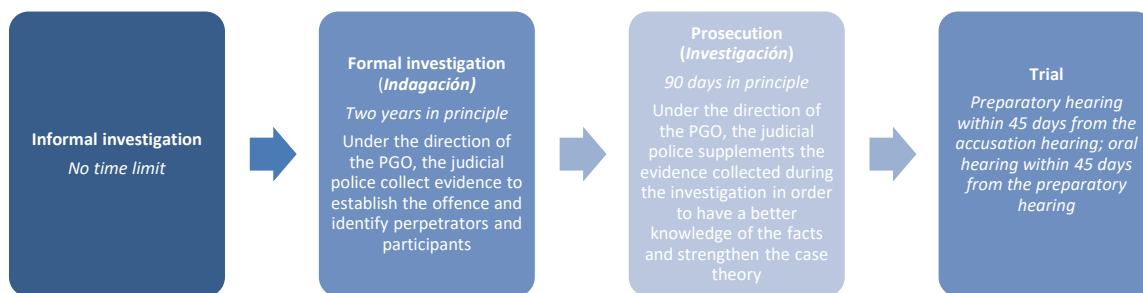 Informal investigation
No time limit
Formal investigation
(Indagación)
Two years in principle
Under the direction of
the PGO, the judicial
police collect evidence to
establish the offence and
identify perpetrators and
participants
Prosecution
(Investigación)
90 days in principle
Under the direction of
the PGO, the judicial
police supplements the
evidence collected during
the investigation in order
to have a better
knowledge of the facts
and strengthen the case
theory
Trial
Preparatory hearing
within 45 days from the
accusation hearing; oral
hearing within 45 days
from the preparatory
hearing